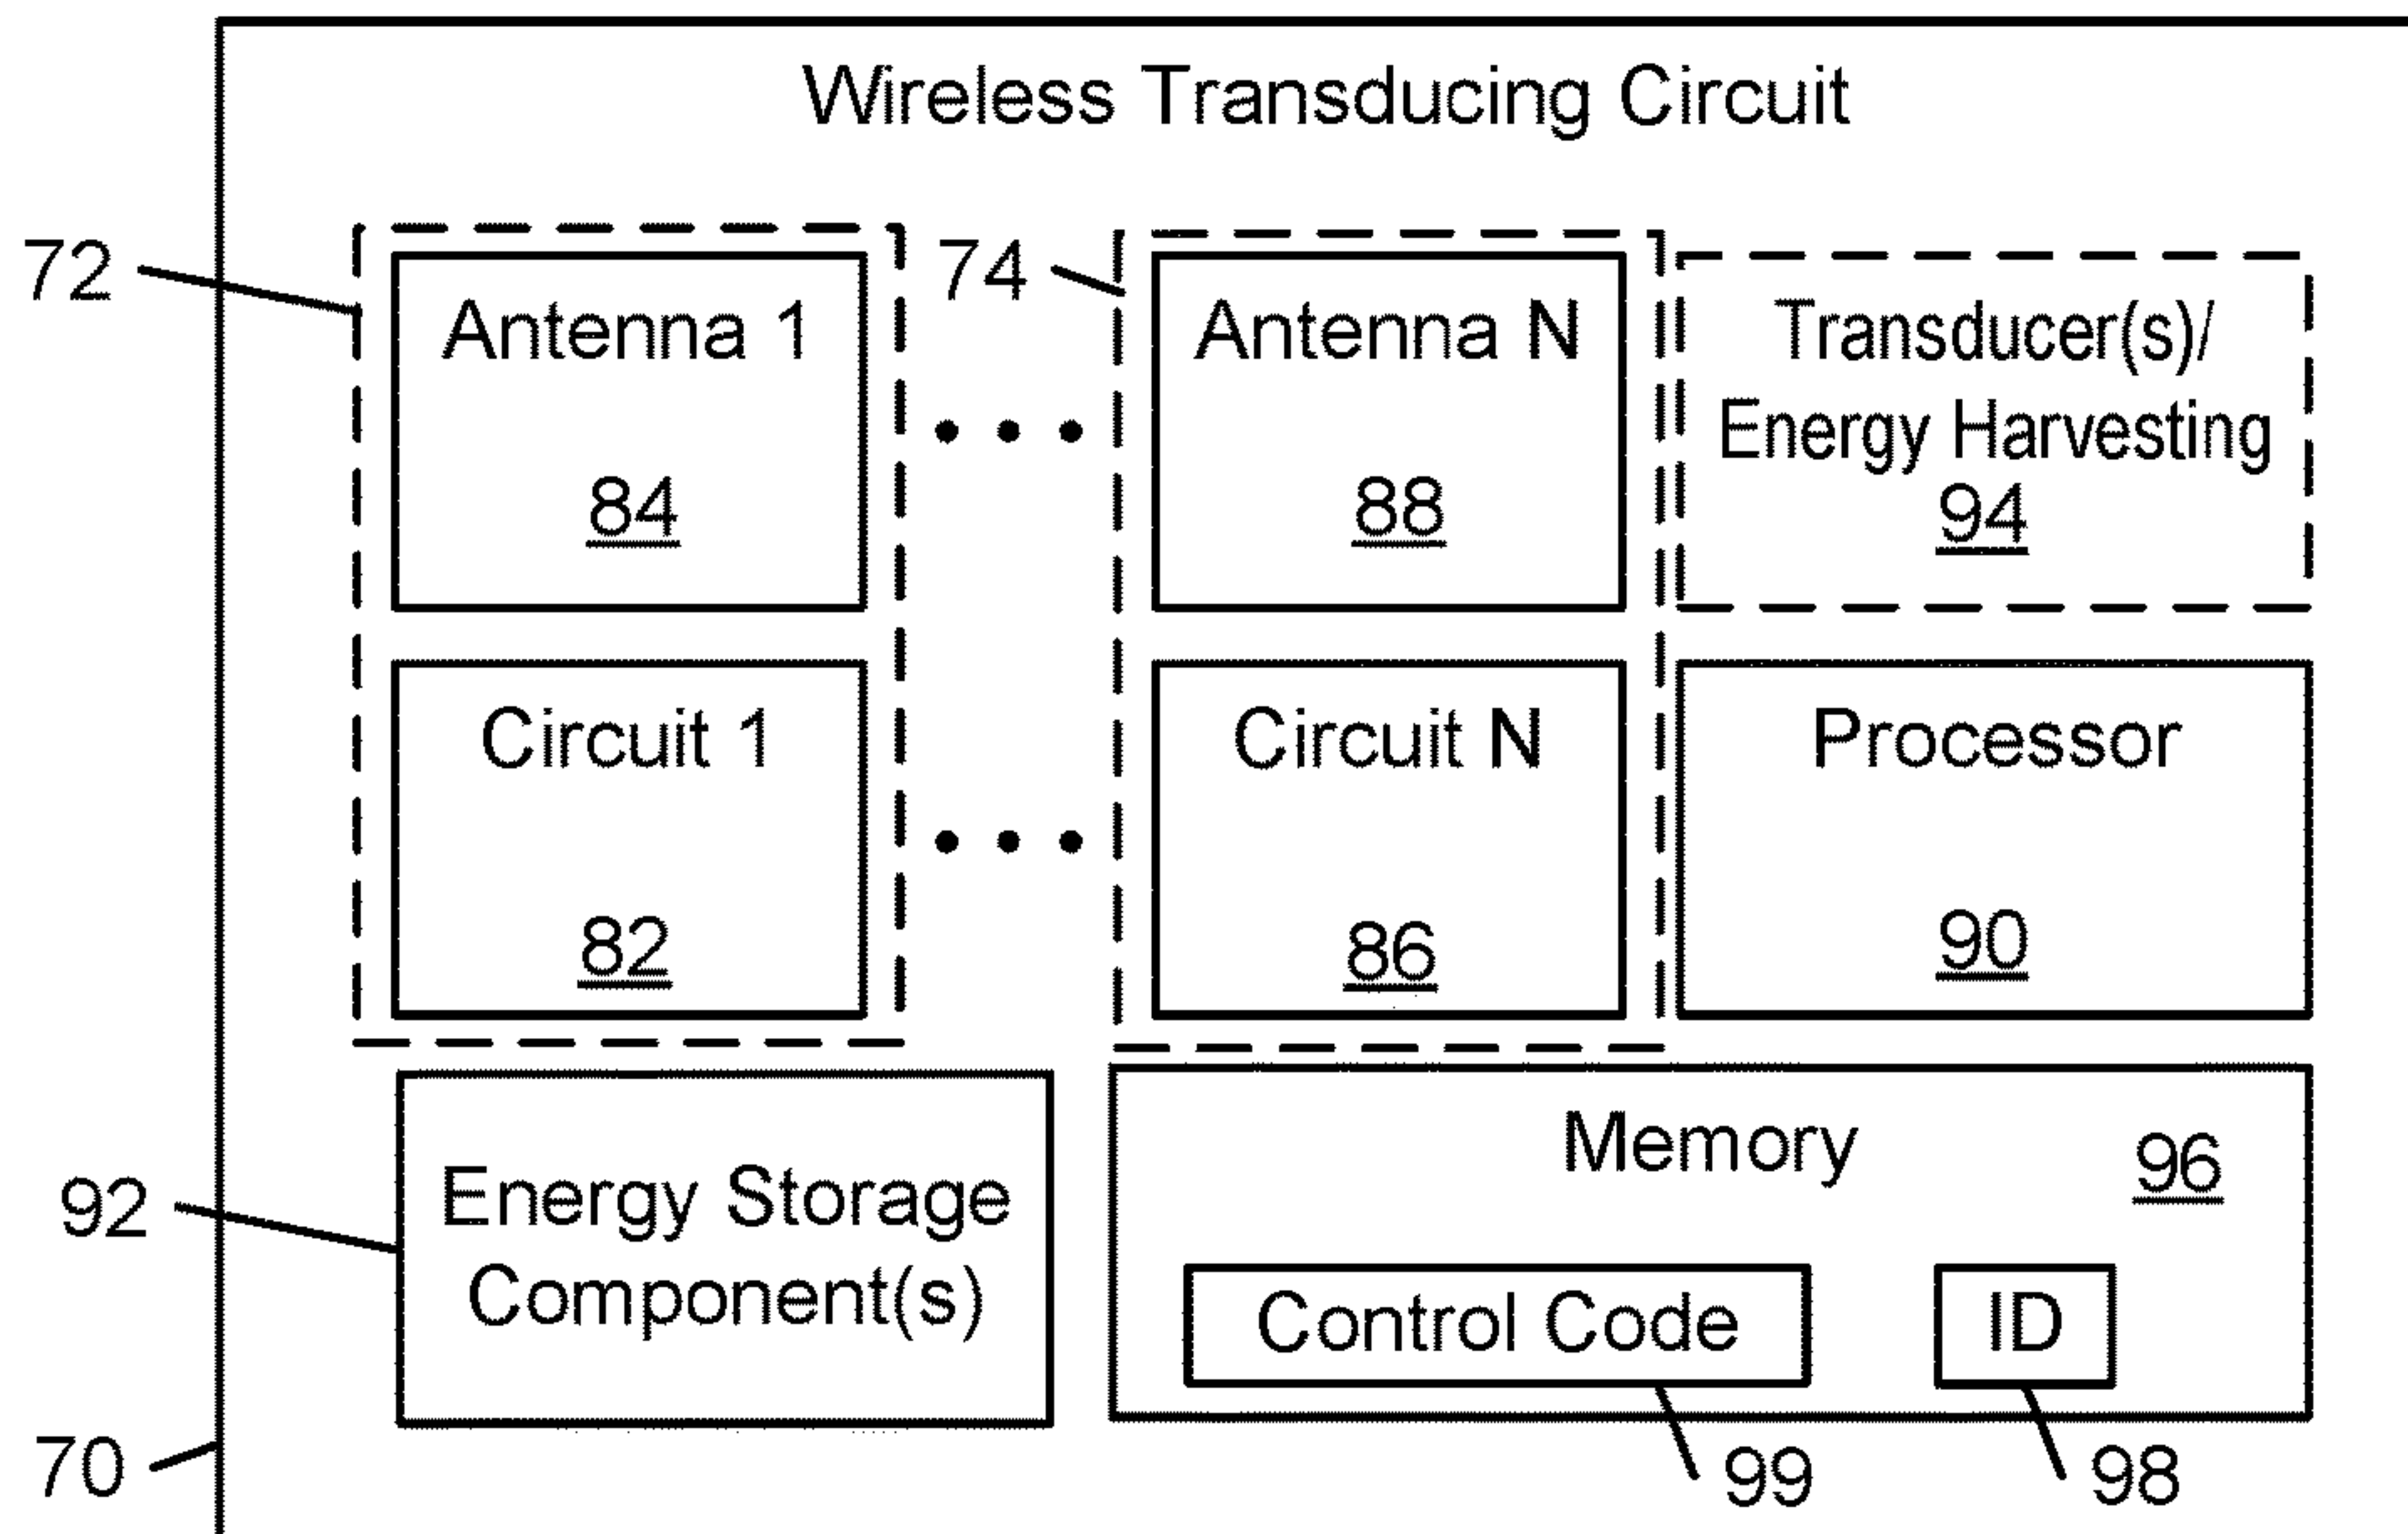 Wireless Transducing Circuit
72
Antenna 1
84
74
Antenna N
88
Transducer(s)/
Energy Harvesting
94
Circuit 1
82
Circuit N
86
Processor
90
92
Energy Storage
Component(s)
Memory
96
Control Code
ID
70
99
98